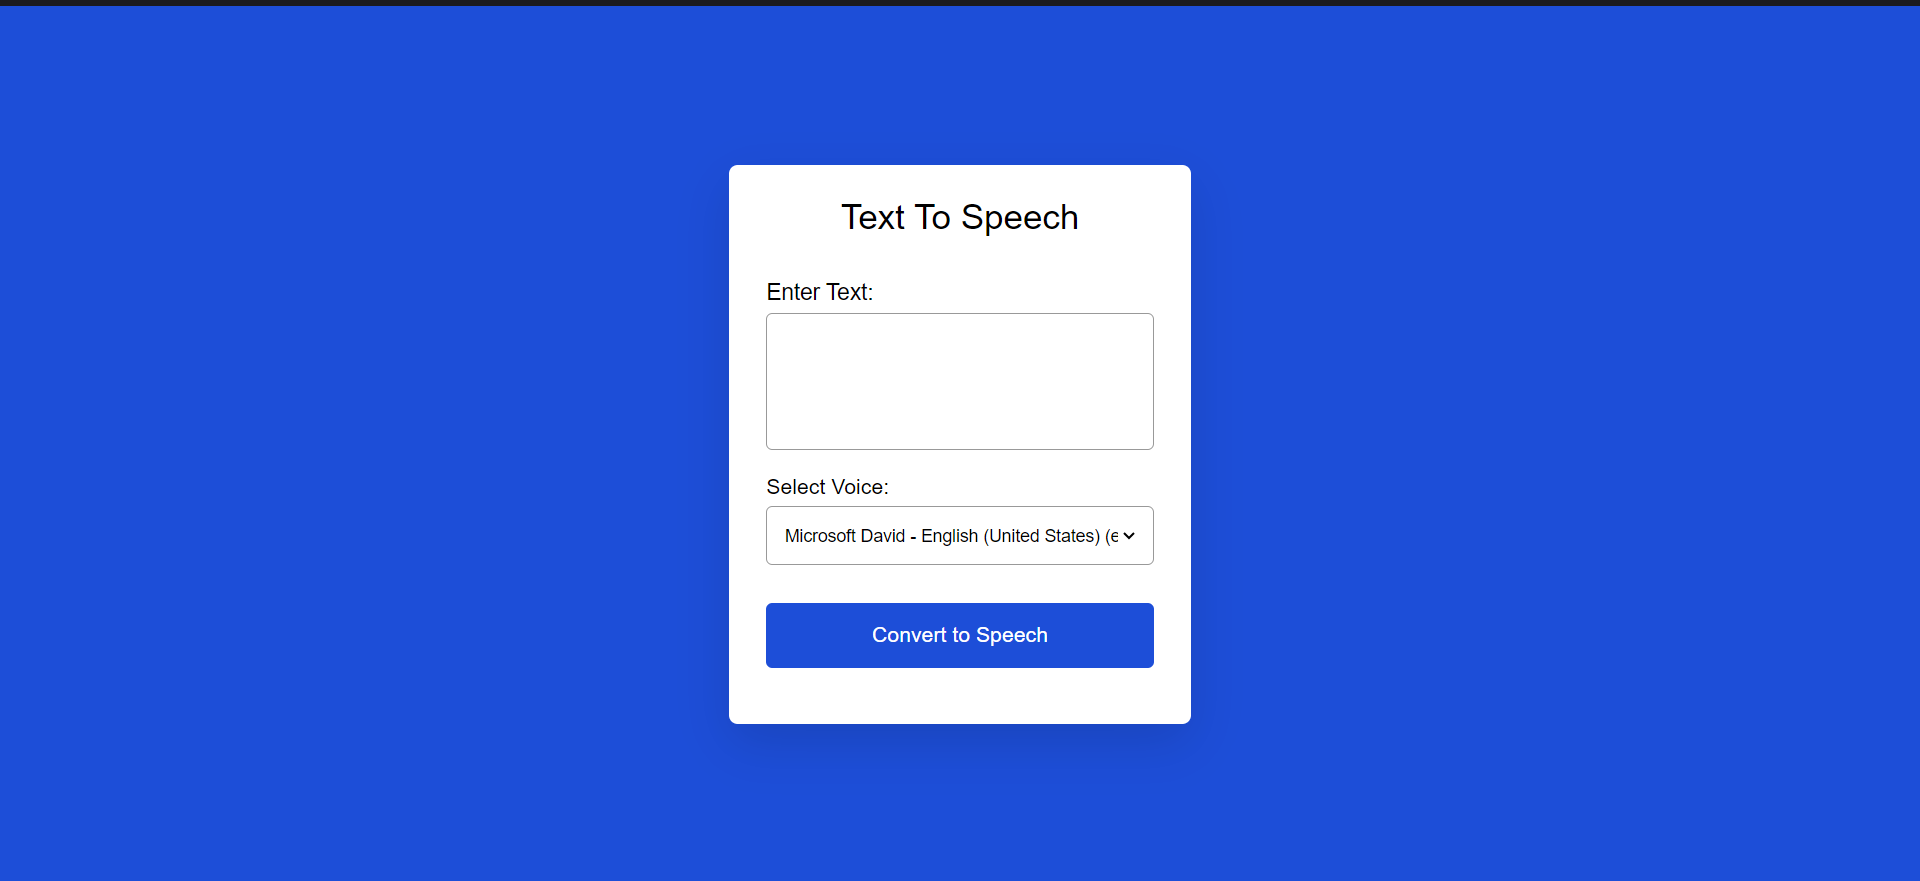 Text To Speech
Enter Text:
Select Voice:
Microsoft David - English (United States) (e
Convert to Speech